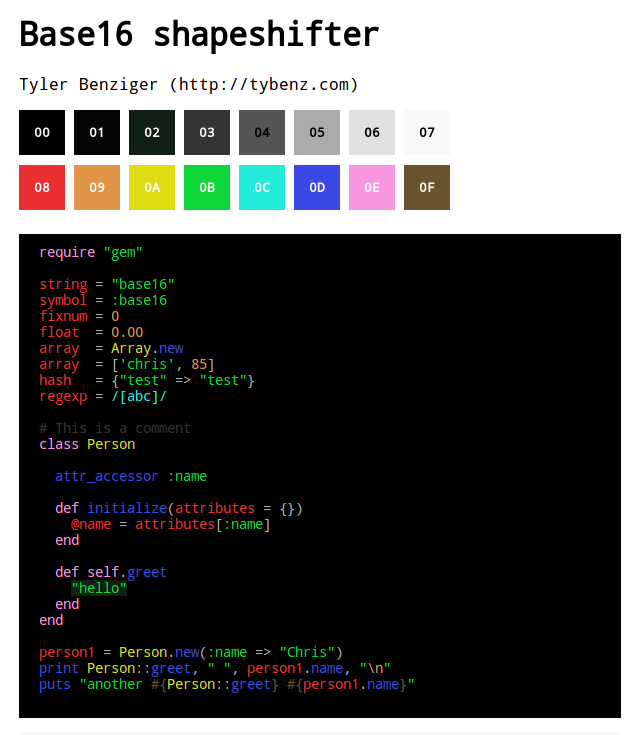 Base16 shapeshifter
Tyler Benziger (http://tybenz.com)
00 01 02 03 04 05 06 07
08 09 0A 0B 0C 0D 0E 0F
require "gem"
string = "base16"
symbol = :base16
fixnum = 0
float  = 0.00
array  = Array.new
array  = ['chris', 85]
hash   = {"test" => "test"}
regexp = /[abc]/
# This is a comment
class Person
  attr_accessor :name
  def initialize(attributes = {})
    @name = attributes[:name]
  end
  def self.greet
    "hello"
  end
end
person1 = Person.new(:name => "Chris")
print Person::greet, " ", person1.name, "\n"
puts "another #{Person::greet} #{person1.name}"